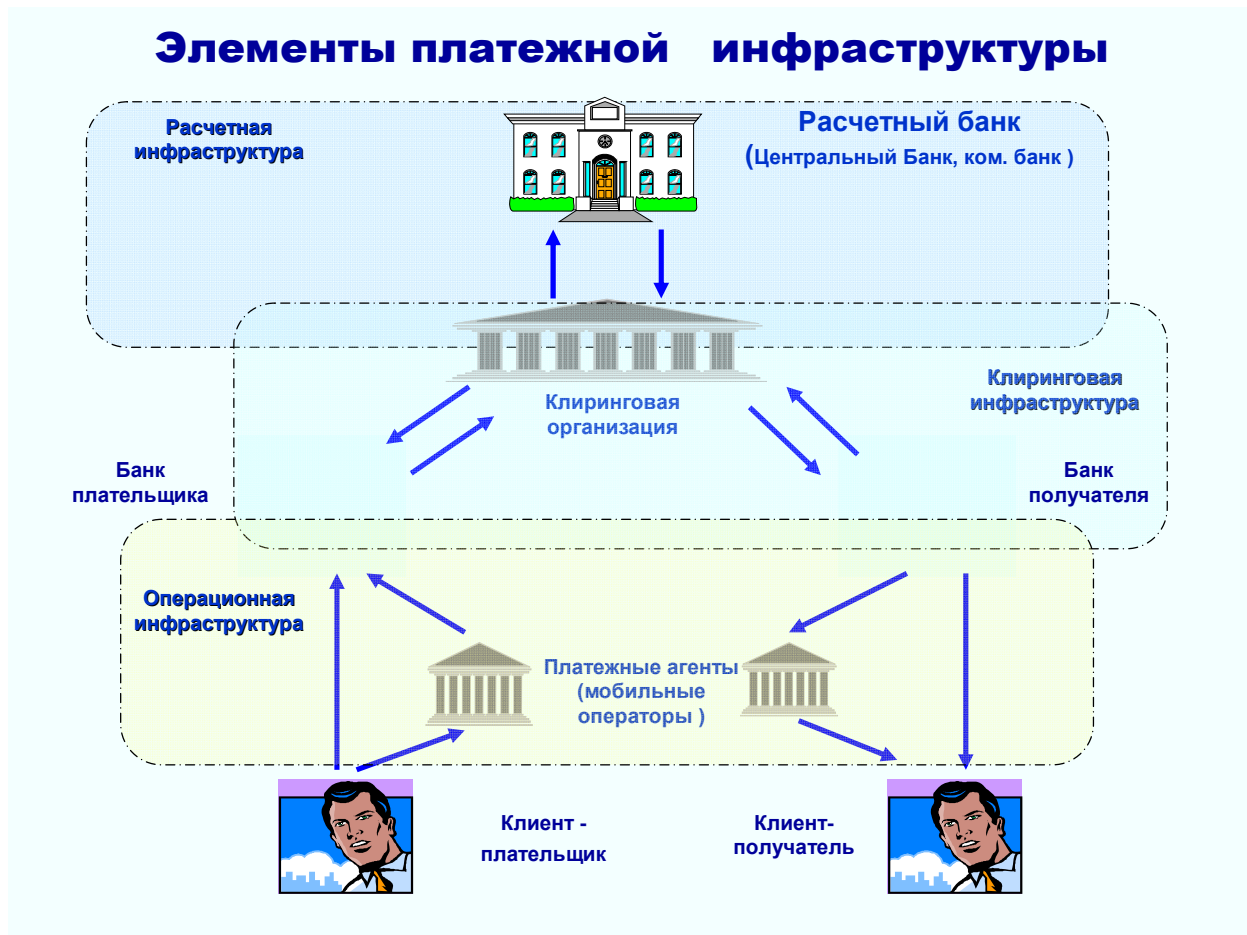 Элементы платежной инфраструктуры
Расчетная
инфраструктура
Расчетный банк
(Центральный Банк, ком. банк )
Клиринговая
организация
Клиринговая
инфраструктура
Банк
плательщика
Банк
получателя
Операционная
инфраструктура
Платежные агенты
(мобильные
операторы )
Клиент -
плательщик
Клиент-
получатель